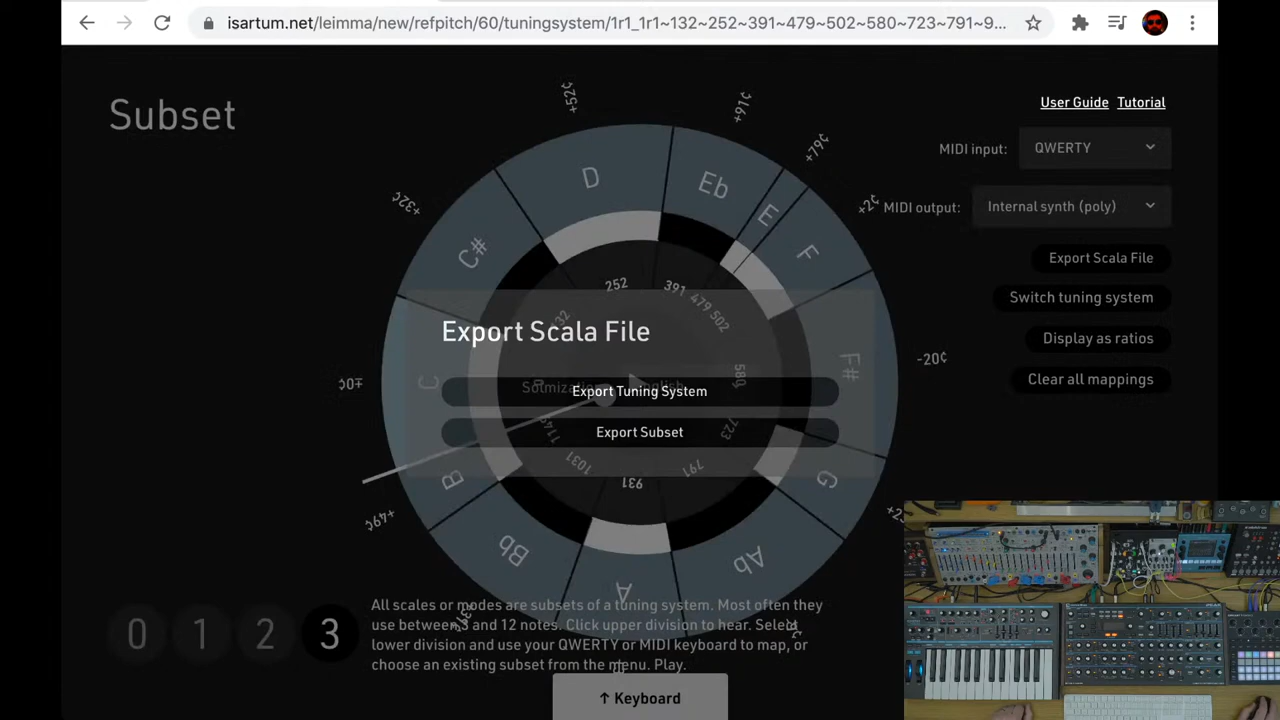 isartum.net/leimma/new/refpitch/60/tuningsystem/1r1_1r1~132~252~391~479~502~580~723~791~9...
Subset
User Guide Tutorial
MIDI input: QWERTY
MIDI output: Internal synth (poly)
Export Scala File
Switch tuning system
Display as ratios
Clear all mappings
+52¢
+91¢
+79¢
+2¢
+32¢
±0¢
-20¢
+49¢
D
Eb
E
F
C#
C
F#
B
G
Bb
A
Ab
252
391
479
502
580
723
791
931
1031
1149
Export Scala File
Export Tuning System
Export Subset
0 1 2 3
All scales or modes are subsets of a tuning system. Most often they
use between 3 and 12 notes. Click upper division to hear. Select
lower division and use your QWERTY or MIDI keyboard to map, or
choose an existing subset from the menu. Play.
↑ Keyboard